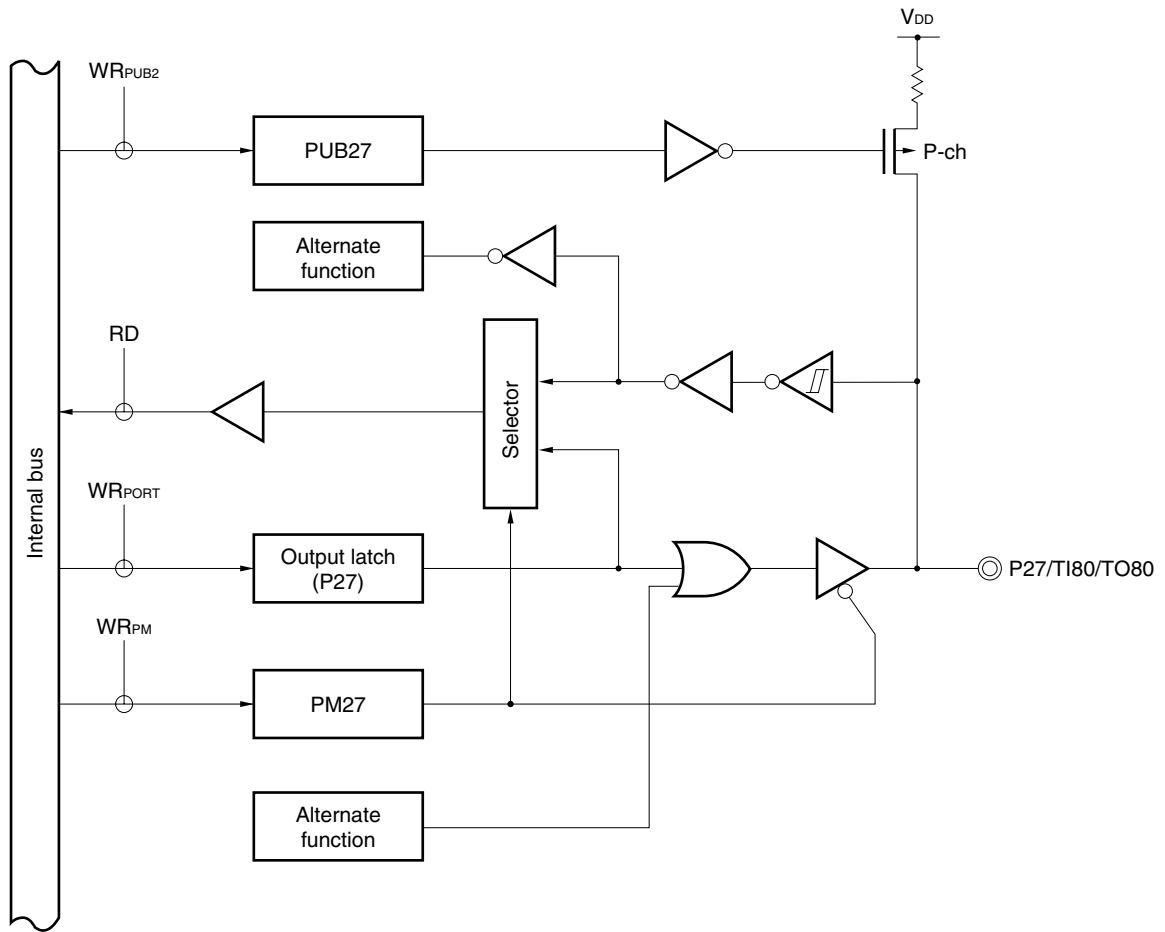 VDD
WRPUB2
PUB27
P-ch
Alternate
function
RD
Selector
Internal bus
WRPORT
Output latch
(P27)
P27/TI80/TO80
WRPM
PM27
Alternate
function